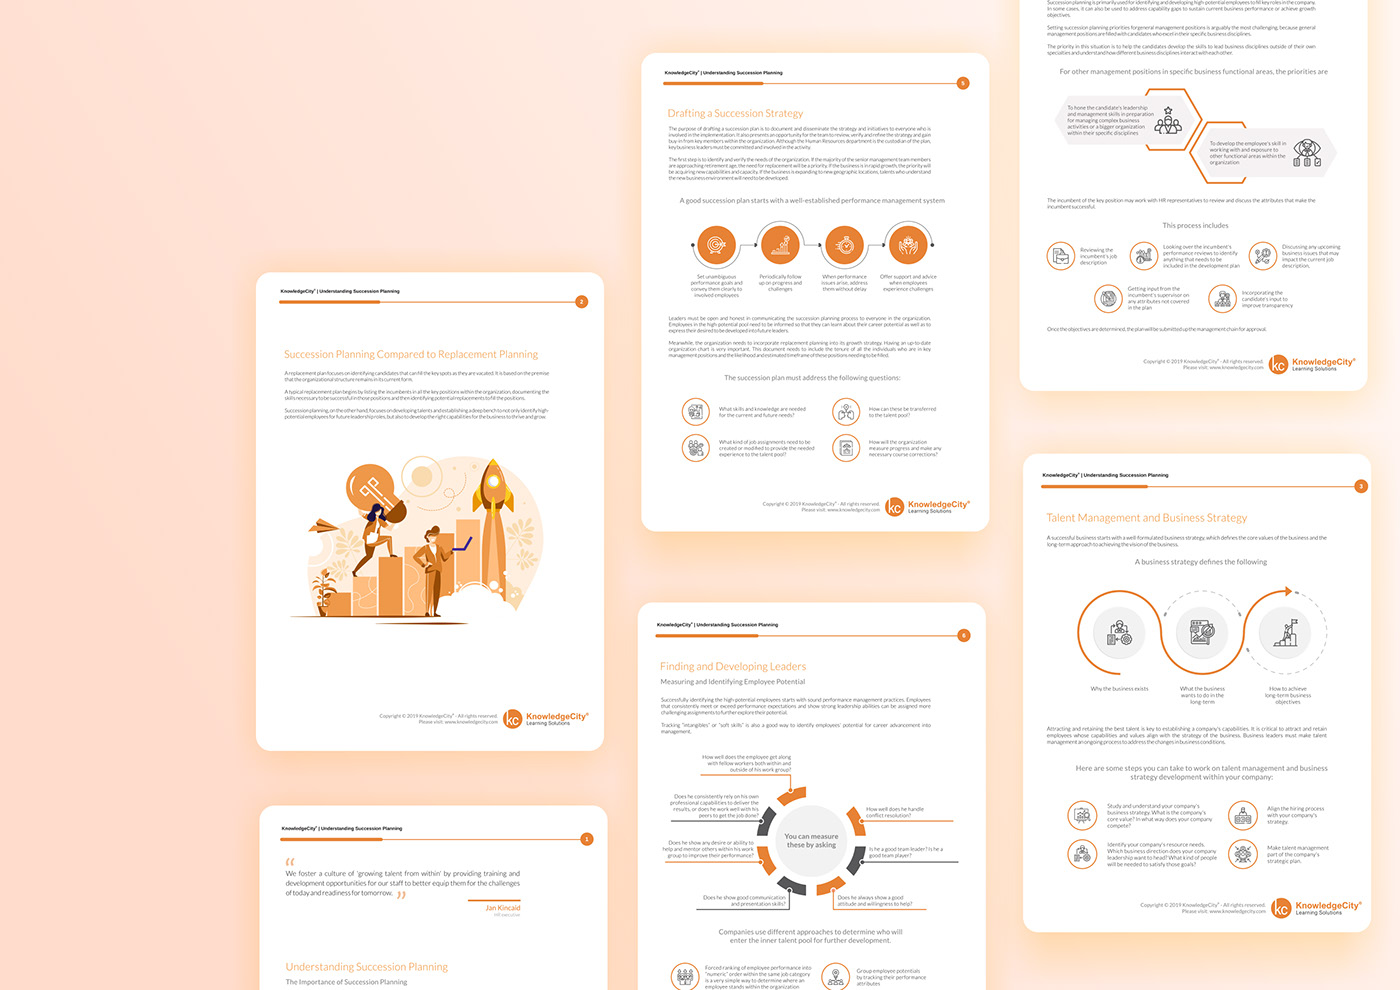 KnowledgeCity® | Understanding Succession Planning
2
Succession Planning Compared to Replacement Planning
A replacement plan focuses on identifying candidates that can fill the key spots as they are vacated. It is based on the premise
that the organizational structure remains in its current form.
A typical replacement plan begins by listing the incumbents in all the key positions within the organization, documenting the
skills necessary to be successful in those positions and then identifying potential replacements to fill the positions.
Succession planning, on the other hand, focuses on developing talents and establishing a deep bench to not only identify high-
potential employees for future leadership roles, but also to develop the right capabilities for the business to thrive and grow.
Copyright © 2019 KnowledgeCity® - All rights reserved.
Please visit: www.knowledgecity.com
kc
KnowledgeCity®
Learning Solutions
KnowledgeCity® | Understanding Succession Planning
1
“
We foster a culture of 'growing talent from within' by providing training and
development opportunities for our staff to better equip them for the challenges
of today and readiness for tomorrow. ”
Jan Kincaid
HR executive
Understanding Succession Planning
The Importance of Succession Planning
KnowledgeCity® | Understanding Succession Planning
5
Drafting a Succession Strategy
The purpose of drafting a succession plan is to document and disseminate the strategy and initiatives to everyone who is
involved in the implementation. It also presents an opportunity for the team to review, verify and refine the strategy and gain
buy-in from key members within the organization. Although the Human Resources department is the custodian of the plan,
key business leaders must be committed and involved in the activity.
The first step is to identify and verify the needs of the organization. If the majority of the senior management team members
are approaching retirement age, the need for replacement will be a priority. If the business is in rapid growth, the priority will
be acquiring new capabilities and capacity. If the business is expanding to new geographic locations, talents who understand
the new business environment will need to be developed.
A good succession plan starts with a well-established performance management system
Set unambiguous
performance goals and
convey them clearly to
involved employees
Periodically follow
up on progress and
challenges
When performance
issues arise, address
them without delay
Offer support and advice
when employees
experience challenges
Leaders must be open and honest in communicating the succession planning process to everyone in the organization.
Employees in the high-potential pool need to be informed so that they can learn about their career potential as well as to
express their desired to be developed into future leaders.
Meanwhile, the organization needs to incorporate replacement planning into its growth strategy. Having an up-to-date
organization chart is very important. This document needs to include the tenure of all the individuals who are in key
management positions and the likelihood and estimated timeframe of those positions needing to be filled.
The succession plan must address the following questions:
What skills and knowledge are needed
for the current and future needs?
How can these be transferred
to the talent pool?
What kind of job assignments need to be
created or modified to provide the needed
experience to the talent pool?
How will the organization
measure progress and make any
necessary course corrections?
Copyright © 2019 KnowledgeCity® - All rights reserved.
Please visit: www.knowledgecity.com
kc
KnowledgeCity®
Learning Solutions
KnowledgeCity® | Understanding Succession Planning
6
Finding and Developing Leaders
Measuring and Identifying Employee Potential
Successfully identifying the high-potential employees starts with sound performance management practices. Employees
that consistently meet or exceed performance expectations and show strong leadership abilities can be assigned more
challenging assignments to further explore their potential.
Tracking "intangibles" or "soft skills" is also a good way to identify employees' potential for career advancement into
management.
How well does the employee get along
with fellow workers both within and
outside of his work group?
Does he consistently rely on his own
professional capabilities to deliver the
results, or does he work well with his
peers to get the job done?
How well does he handle
conflict resolution?
You can measure
these by asking
Does he show any desire or ability to
help and mentor others within his work
group to improve their performance?
Is he a good team leader? Is he a
good team player?
Does he show good communication
and presentation skills?
Does he always show a good
attitude and willingness to help?
Companies use different approaches to determine who will
enter the inner talent pool for further development.
Forced ranking of employee performance into
"numeric" order within the same job category
is a very simple way to determine where an
employee stands within the organization
Group employee potentials
by tracking their performance
attributes
Succession planning is primarily used for identifying and developing high-potential employees to fill key roles in the company.
In some cases, it can also be used to address capability gaps to sustain current business performance or achieve growth
objectives.
Setting succession planning priorities for general management positions is arguably the most challenging, because general
management positions are filled with candidates who excel in their specific, business disciplines.
The priority in this situation is to help the candidates develop the skills to lead business disciplines outside of their own
specialties and understand how different business disciplines interact with each other.
For other management positions in specific business functional areas, the priorities are
To hone the candidate's leadership
and management skills in preparation
for managing complex business
activities or a bigger organization
within their specific disciplines
To develop the employee's skill in
working with and exposure to
other functional areas within the
organization
The incumbent of the key position may work with HR representatives to review and discuss the attributes that make the
incumbent successful.
This process includes
Reviewing the
incumbent's job
description
Looking over the incumbent's
performance reviews to identify
anything that needs to be
included in the development plan
Discussing any upcoming
business issues that may
impact the current job
description.
Getting input from the
incumbent's supervisor on
any attributes not covered
in the plan
Incorporating the
candidate's input to
improve transparency
Once the objectives are determined, the plan will be submitted up the management chain for approval.
Copyright © 2019 KnowledgeCity® - All rights reserved.
Please visit: www.knowledgecity.com
kc
KnowledgeCity®
Learning Solutions
KnowledgeCity® | Understanding Succession Planning
3
Talent Management and Business Strategy
A successful business starts with a well formulated business strategy, which defines the core values of the business and the
long-term approach to achieving the vision of the business.
A business strategy defines the following
Why the business exists
What the business
wants to do in the
long-term
How to achieve
long-term business
objectives
Attracting and retaining the best talent is key to establishing a company's capabilities. It is critical to attract and retain
employees whose capabilities and values align with the strategy of the business. Business leaders must make talent
management an ongoing process to address the changes in business conditions.
Here are some steps you can take to work on talent management and business
strategy development within your company:
Study and understand your company's
business strategy. What is the company's
core value? In what way does your company
compete?
Align the hiring process
with your company's
strategy.
Identify your company's resource needs.
Which business direction does your company
leadership want to head? What kind of people
will be needed to satisfy those goals?
Make talent management
part of the company's
strategic plan.
Copyright © 2019 KnowledgeCity® - All rights reserved.
Please visit: www.knowledgecity.com
kc
KnowledgeCity®
Learning Solutions